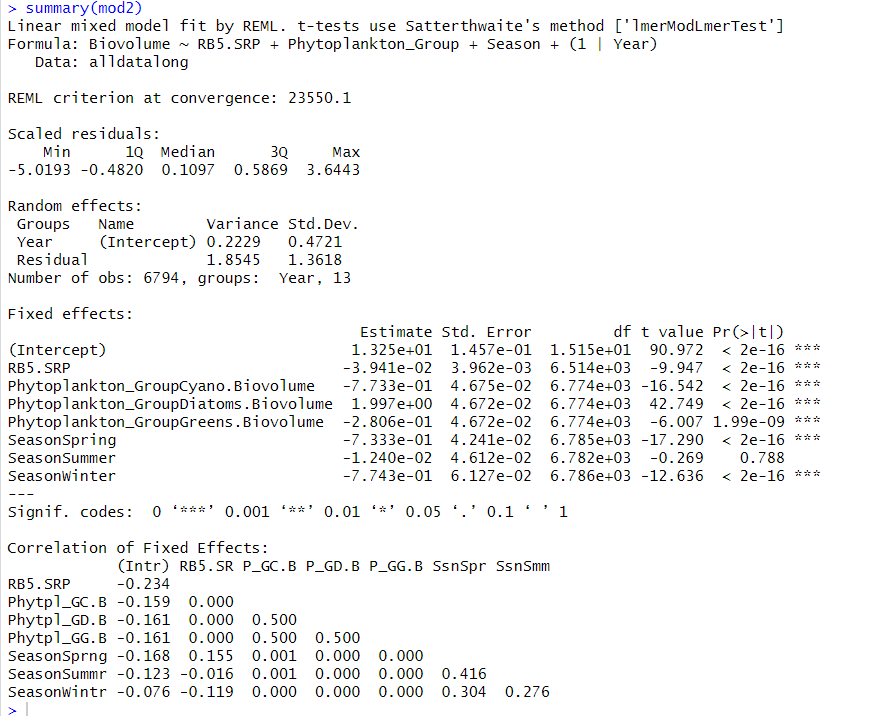 > summary(mod2)
Linear mixed model fit by REML. t-tests use Satterthwaite's method ['lmerModLmerTest']
Formula: Biovolume ~ RB5.SRP + Phytoplankton_Group + Season + (1 | Year)
   Data: alldatalong

REML criterion at convergence: 23550.1

Scaled residuals:
    Min      1Q  Median      3Q     Max
-5.0193 -0.4820  0.1097  0.5869  3.6443

Random effects:
 Groups   Name        Variance Std.Dev.
 Year     (Intercept) 0.2229   0.4721
 Residual             1.8545   1.3618
Number of obs: 6794, groups:  Year, 13

Fixed effects:
                                     Estimate Std. Error         df t value Pr(>|t|)
(Intercept)                         1.325e+01  1.457e-01  1.515e+01  90.972  < 2e-16 ***
RB5.SRP                            -3.941e-02  3.962e-03  6.514e+03  -9.947  < 2e-16 ***
Phytoplankton_GroupCyano.Biovolume   -7.733e-01  4.675e-02  6.774e+03 -16.542  < 2e-16 ***
Phytoplankton_GroupDiatoms.Biovolume  1.997e+00  4.672e-02  6.774e+03  42.749  < 2e-16 ***
Phytoplankton_GroupGreens.Biovolume  -2.806e-01  4.672e-02  6.774e+03  -6.007 1.99e-09 ***
SeasonSpring                         -7.333e-01  4.241e-02  6.785e+03 -17.290  < 2e-16 ***
SeasonSummer                         -1.240e-02  4.612e-02  6.782e+03  -0.269    0.788
SeasonWinter                         -7.743e-01  6.127e-02  6.786e+03 -12.636  < 2e-16 ***
---
Signif. codes:  0 ‘***’ 0.001 ‘**’ 0.01 ‘*’ 0.05 ‘.’ 0.1 ‘ ’ 1

Correlation of Fixed Effects:
            (Intr) RB5.SR P_GC.B P_GD.B P_GG.B SsnSpr SsnSmm
RB5.SRP     -0.234
Phytpl_GC.B -0.159  0.000
Phytpl_GD.B -0.161  0.000  0.500
Phytpl_GG.B -0.161  0.000  0.500  0.500
SeasonSprng -0.168  0.155  0.001  0.000  0.000
SeasonSummr -0.123 -0.016  0.001  0.000  0.000  0.416
SeasonWintr -0.076 -0.119  0.000  0.000  0.000  0.304  0.276
>